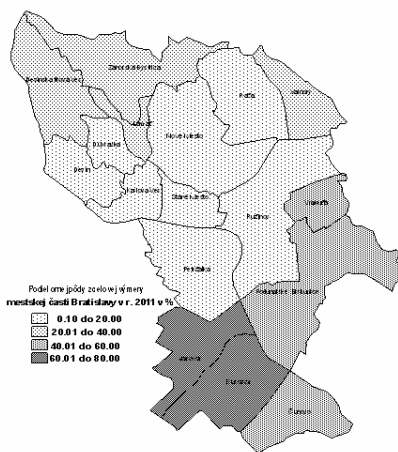 Záhorská Bystrica
Devínska Nová Ves
Rača
Vajnory
Lamač
Nové Mesto
Dúbravka
Devín
Karlova Ves
Staré Mesto
Vrakuňa
Ružinov
Petržalka
Podunajské Biskupice
Podiel ornej pôdy z celovej výmery
mestskej časti Bratislavy v r. 2011 v %
0.10 do 20.00
20.01 do 40.00
40.01 do 60.00
60.01 do 80.00
Jarovce
Rusovce
Čunovo